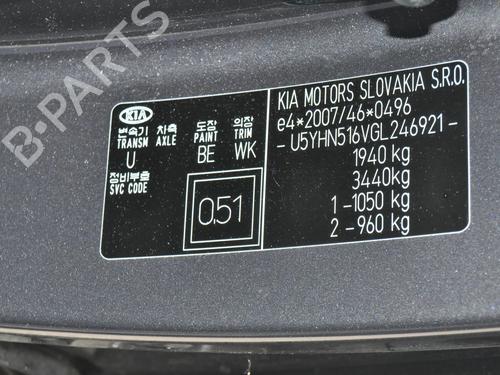 B-PARTS
KIA
변속기 차축 도장 의장
TRANSM AXLE PAINT TRIM
U BE WK
정비부호
SVC CODE
0.51
KIA MOTORS SLOVAKIA S.R.O.
e4*2007/46*0496
- U5YHN516VGL246921 -
1940 kg
3440kg
1 - 1050 kg
2 - 960 kg